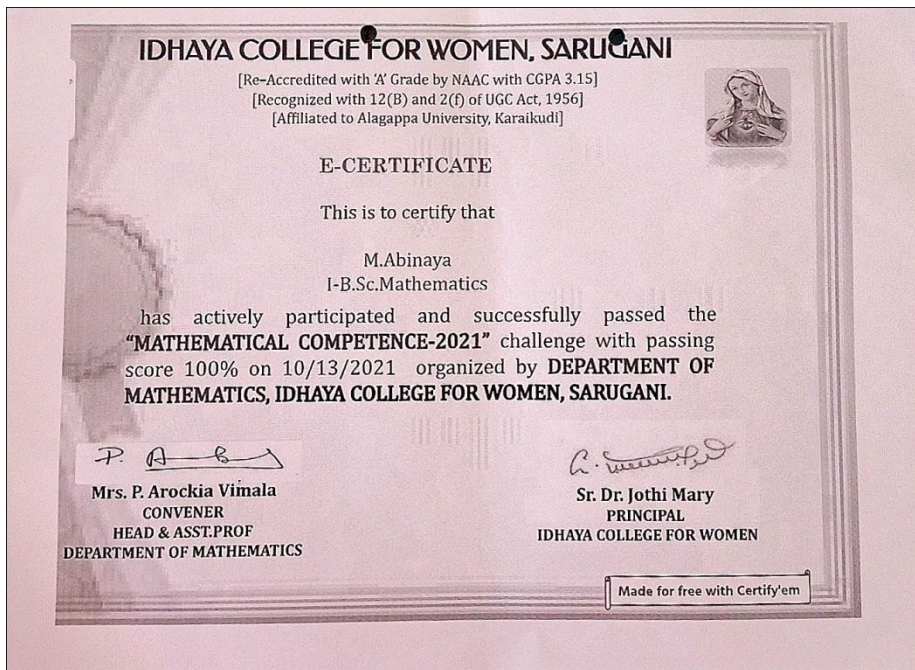 IDHAYA COLLEGE FOR WOMEN, SARUGANI
[Re-Accredited with 'A' Grade by NAAC with CGPA 3.15]
[Recognized with 12(B) and 2(f) of UGC Act, 1956]
[Affiliated to Alagappa University, Karaikudi]
E-CERTIFICATE
This is to certify that
M.Abinaya
I-B.Sc.Mathematics
has actively participated and successfully passed the
"MATHEMATICAL COMPETENCE-2021" challenge with passing
score 100% on 10/13/2021 organized by DEPARTMENT OF
MATHEMATICS, IDHAYA COLLEGE FOR WOMEN, SARUGANI.
Mrs. P. Arockia Vimala
CONVENER
HEAD & ASST.PROF
DEPARTMENT OF MATHEMATICS
Sr. Dr. Jothi Mary
PRINCIPAL
IDHAYA COLLEGE FOR WOMEN
Made for free with Certify'em